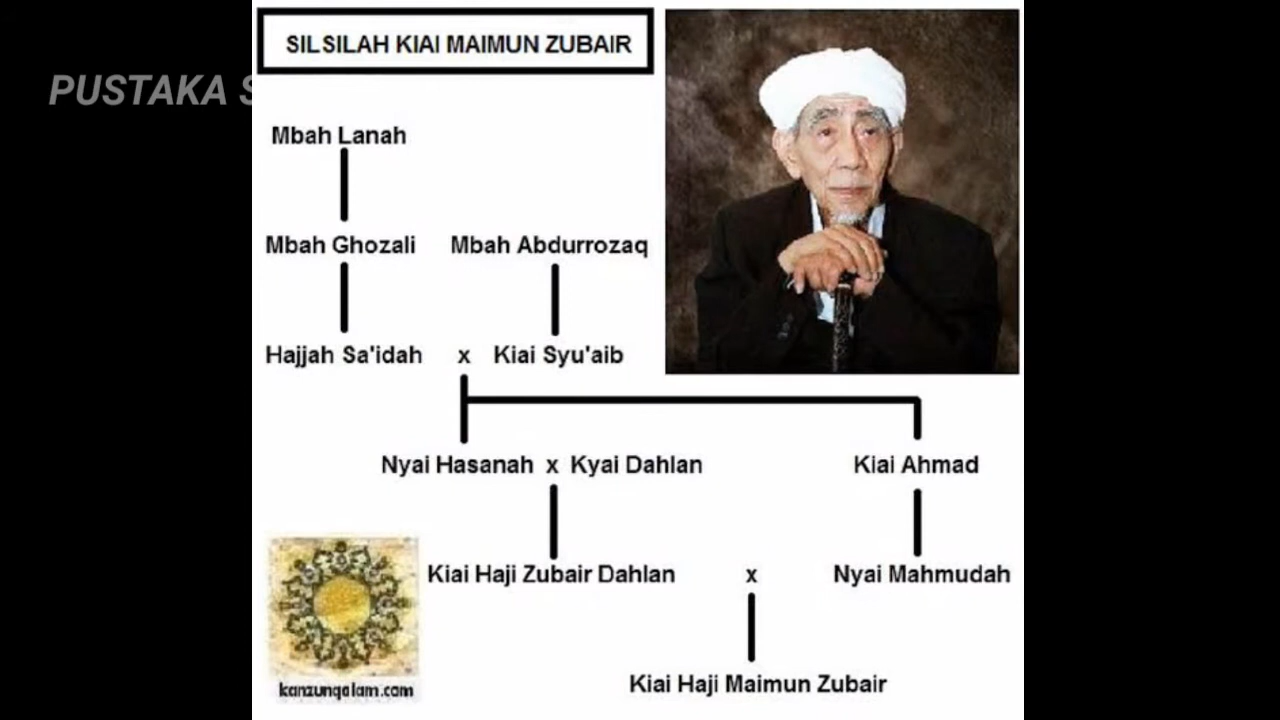 SILSILAH KIAI MAIMUN ZUBAIR
PUSTAKA S
Mbah Lanah
Mbah Ghozali Mbah Abdurrozaq
Hajjah Sa'idah x Kiai Syu'aib
Nyai Hasanah x Kyai Dahlan Kiai Ahmad
Kiai Haji Zubair Dahlan x Nyai Mahmudah
kanzunqalam.com
Kiai Haji Maimun Zubair